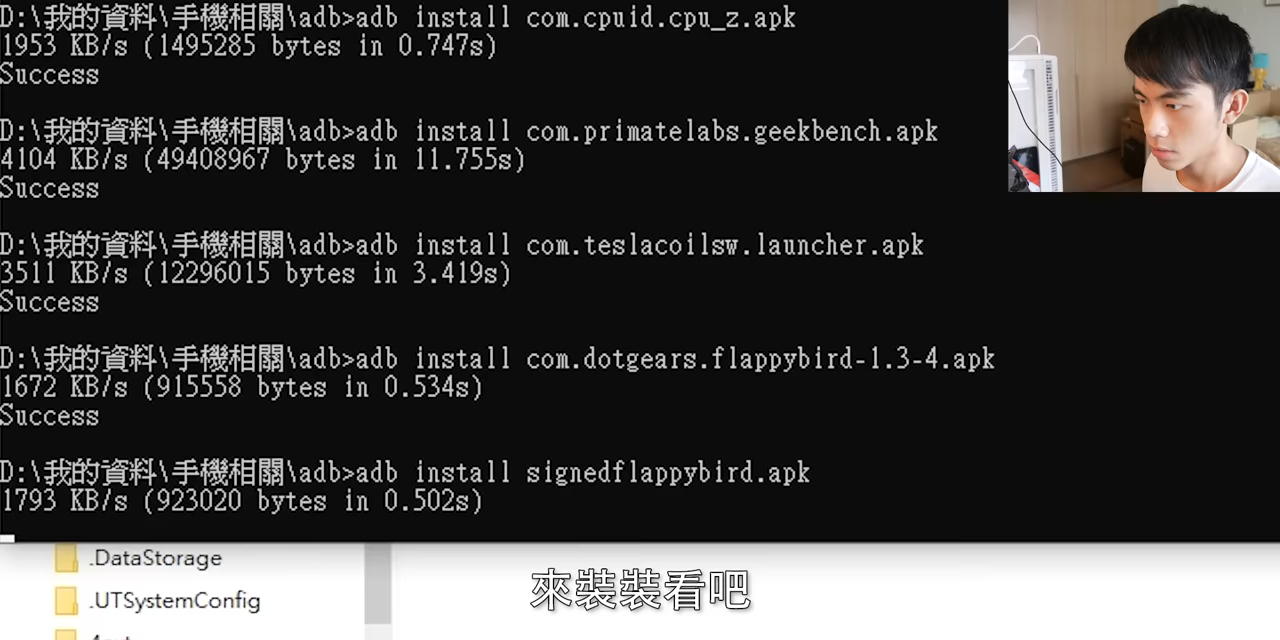 D:\我的資料\手機相關\adb>adb install com.cpuid.cpu_z.apk
1953 KB/s (1495285 bytes in 0.747s)
Success
D:\我的資料\手機相關\adb>adb install com.primatelabs.geekbench.apk
4104 KB/s (49408967 bytes in 11.755s)
Success
D:\我的資料\手機相關\adb>adb install com.teslacoilsw.launcher.apk
3511 KB/s (12296015 bytes in 3.419s)
Success
D:\我的資料\手機相關\adb>adb install com.dotgears.flappybird-1.3-4.apk
1672 KB/s (915558 bytes in 0.534s)
Success
D:\我的資料\手機相關\adb>adb install signedflappybird.apk
1793 KB/s (923020 bytes in 0.502s)
.DataStorage
.UTSystemConfig
來裝裝看吧